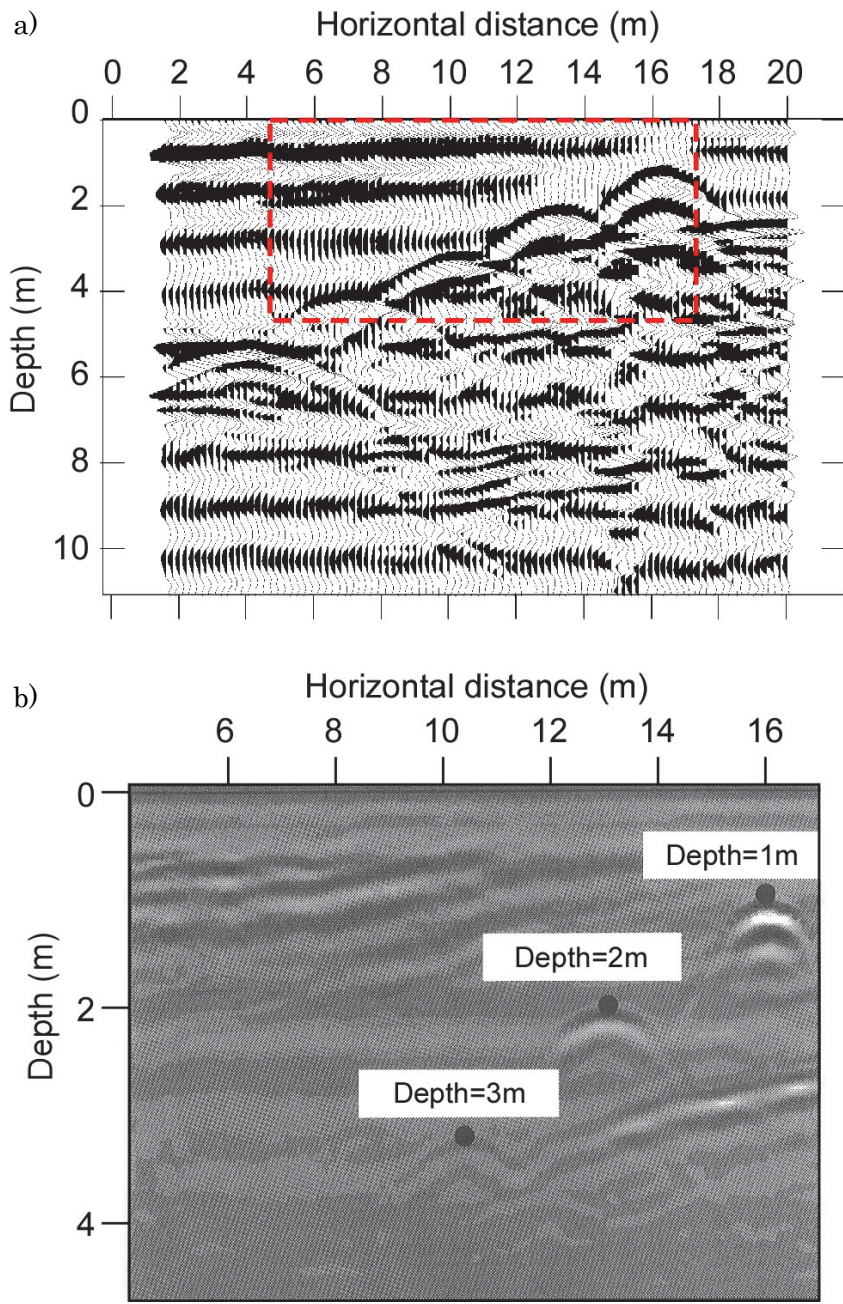 a)
Horizontal distance (m)
0 2 4 6 8 10 12 14 16 18 20
0
2
4
6
8
10
Depth (m)
b)
Horizontal distance (m)
6 8 10 12 14 16
0
Depth=1m
Depth=2m
2
Depth=3m
4
Depth (m)